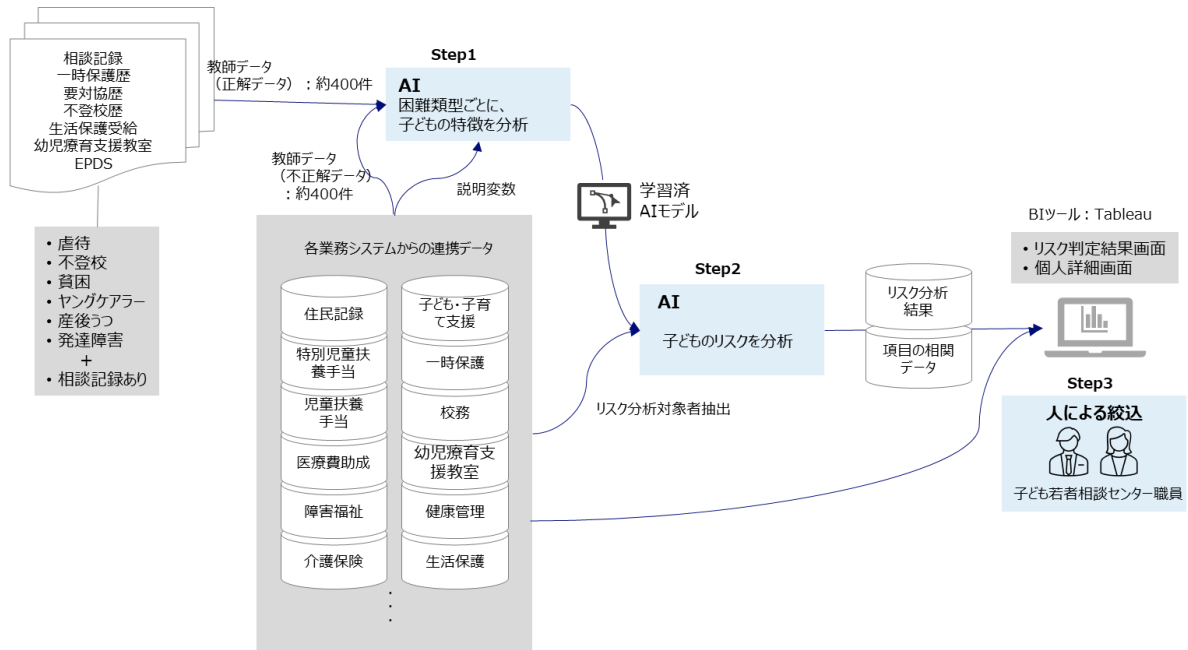 相談記録
一時保護歴
要対協歴
不登校歴
生活保護受給
幼児療育支援教室
EPDS
• 虐待
• 不登校
• 貧困
• ヤングケアラー
• 産後うつ
• 発達障害
+
• 相談記録あり
教師データ
（正解データ）：約400件
Step1
AI
困難類型ごとに、
子どもの特徴を分析
教師データ
（不正解データ）
：約400件
説明変数
学習済
AIモデル
各業務システムからの連携データ
住民記録
特別児童扶
養手当
児童扶養
手当
医療費助成
障害福祉
介護保険
子ども・子育
て支援
一時保護
校務
幼児療育支
援教室
健康管理
生活保護
・
・
・
Step2
AI
子どものリスクを分析
リスク分析対象者抽出
リスク分析
結果
項目の相関
データ
BIツール：Tableau
• リスク判定結果画面
• 個人詳細画面
Step3
人による絞込
子ども若者相談センター職員